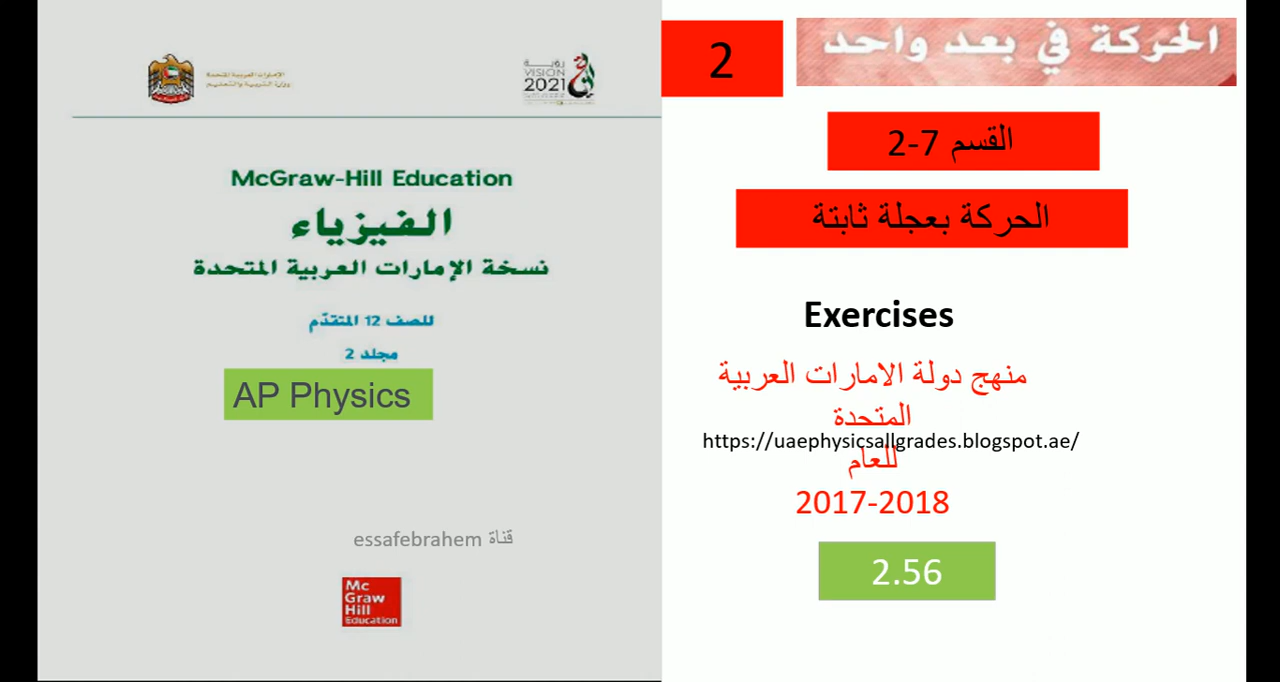 الإمارات العربية المتحدة
وزارة التربية والتعليم
رؤية
VISION
2021
McGraw-Hill Education
الفيزياء
نسخة الإمارات العربية المتحدة
للصف 12 المتقدّم
مجلد 2
AP Physics
قناة essafebrahem
Mc
Graw
Hill
Education
2
الحركة في بعد واحد
القسم 7-2
الحركة بعجلة ثابتة
Exercises
منهج دولة الامارات العربية
المتحدة
https://uaephysicsallgrades.blogspot.ae/
للعام
2017-2018
2.56